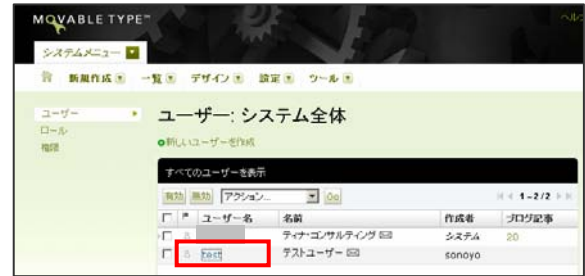 MOVABLE TYPE™
システムメニュー
新規作成 一覧 デザイン 設定 ツール
ユーザー
ロール
権限
ユーザー: システム全体
新しいユーザーを作成
すべてのユーザーを表示
有効 無効 アクション... Go 1-2/2
ユーザー名 名前 作成者 ブログ記事
ティナ・コンサルティング システム 20
test テストユーザー sonoyo